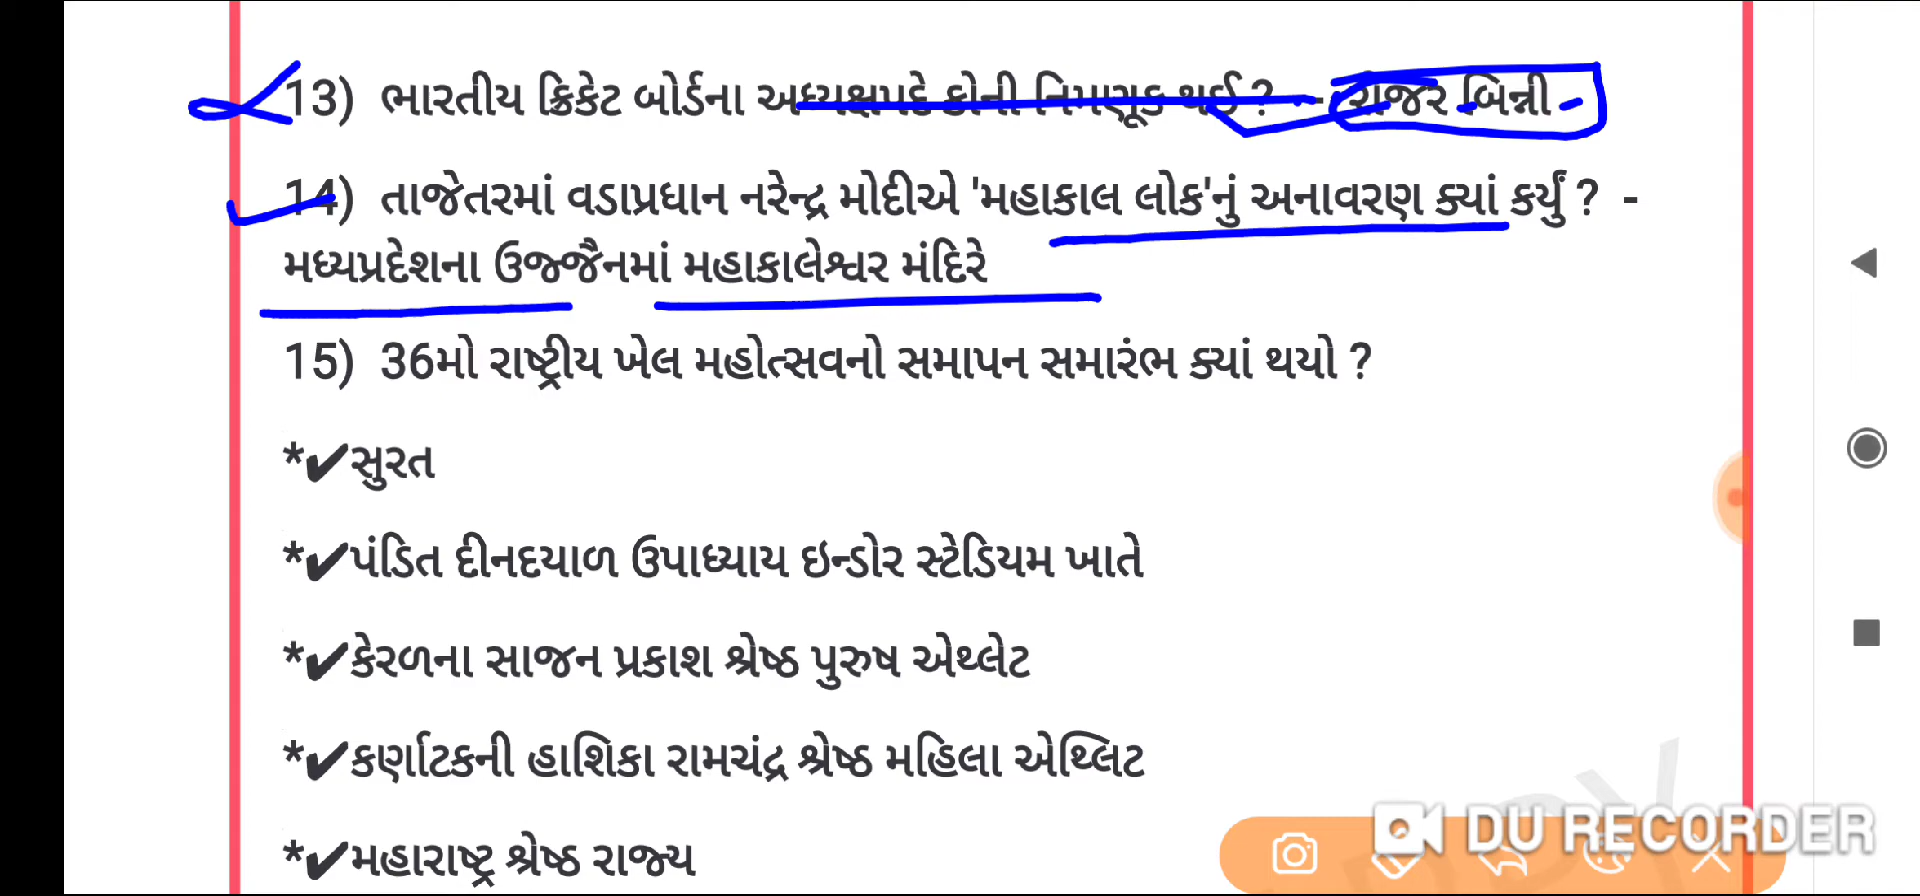 13) ભારતીય ક્રિકેટ બોર્ડના અધ્યક્ષપદે કોની નિમણૂક થઈ ? - રોજર બિન્ની
14) તાજેતરમાં વડાપ્રધાન નરેન્દ્ર મોદીએ 'મહાકાલ લોક'નું અનાવરણ ક્યાં કર્યું ? -
મધ્યપ્રદેશના ઉજ્જૈનમાં મહાકાલેશ્વર મંદિરે
15) 36મો રાષ્ટ્રીય ખેલ મહોત્સવનો સમાપન સમારંભ ક્યાં થયો ?
*✔સુરત
*✔પંડિત દીનદયાળ ઉપાધ્યાય ઇન્ડોર સ્ટેડિયમ ખાતે
*✔કેરળના સાજન પ્રકાશ શ્રેષ્ઠ પુરુષ એથ્લેટ
*✔કર્ણાટકની હાશિકા રામચંદ્ર શ્રેષ્ઠ મહિલા એથ્લિટ
*✔મહારાષ્ટ્ર શ્રેષ્ઠ રાજ્ય
DU RECORDER